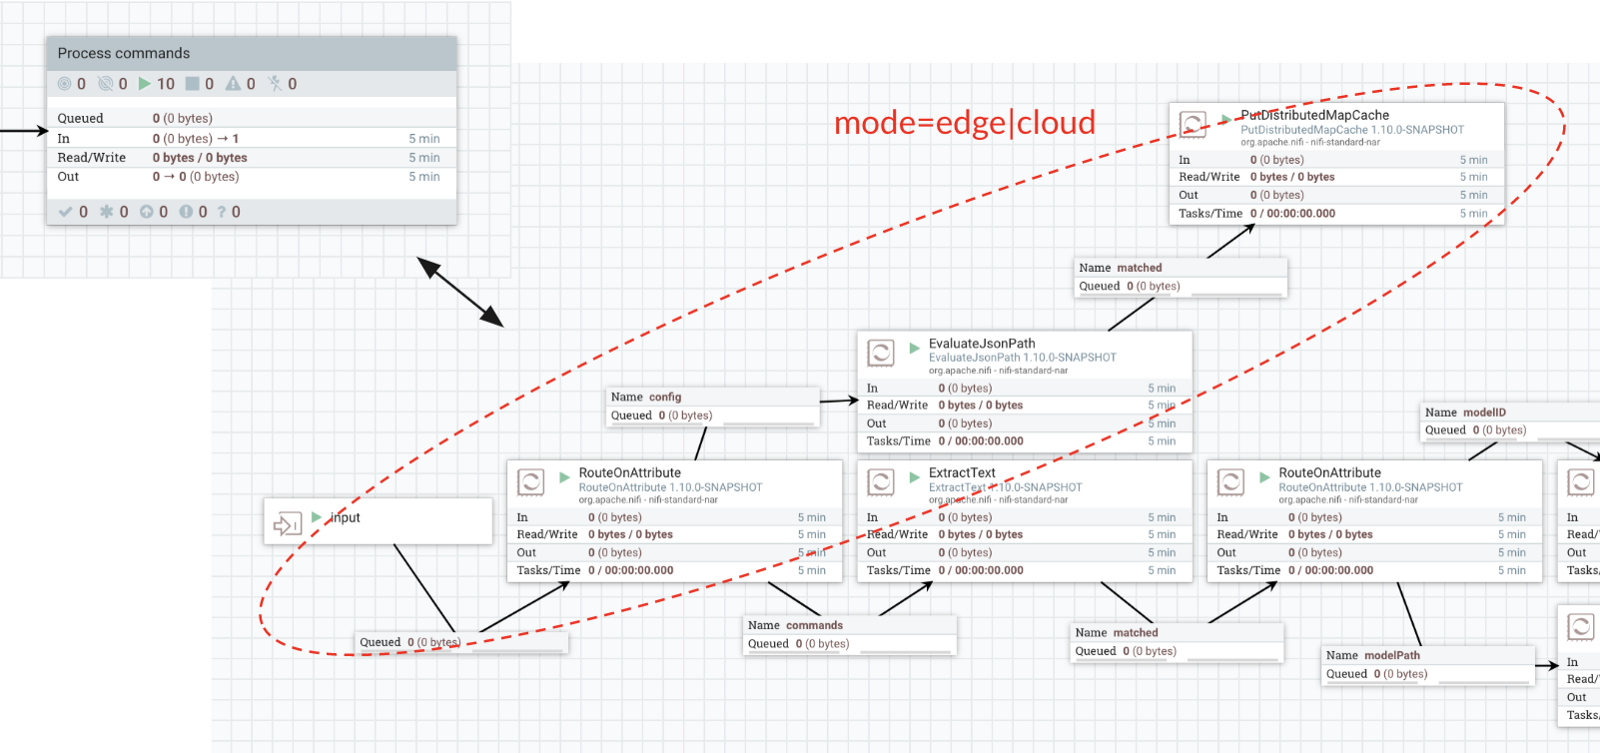 Process commands
0 0 10 0 0 0
Queued 0 (0 bytes)
In 0 (0 bytes) → 1 5 min
Read/Write 0 bytes / 0 bytes 5 min
Out 0 → 0 (0 bytes) 5 min
0 0 0 0 ? 0
mode=edge|cloud
PutDistributedMapCache
PutDistributedMapCache 1.10.0-SNAPSHOT
org.apache.nifi - nifi-standard-nar
In 0 (0 bytes) 5 min
Read/Write 0 bytes / 0 bytes 5 min
Out 0 (0 bytes) 5 min
Tasks/Time 0 / 00:00:00.000 5 min
Name matched
Queued 0 (0 bytes)
EvaluateJsonPath
EvaluateJsonPath 1.10.0-SNAPSHOT
org.apache.nifi - nifi-standard-nar
In 0 (0 bytes) 5 min
Read/Write 0 bytes / 0 bytes 5 min
Out 0 (0 bytes) 5 min
Tasks/Time 0 / 00:00:00.000 5 min
Name config
Queued 0 (0 bytes)
input
Queued 0 (0 bytes)
RouteOnAttribute
RouteOnAttribute 1.10.0-SNAPSHOT
org.apache.nifi - nifi-standard-nar
In 0 (0 bytes) 5 min
Read/Write 0 bytes / 0 bytes 5 min
Out 0 (0 bytes) 5 min
Tasks/Time 0 / 00:00:00.000 5 min
Name commands
Queued 0 (0 bytes)
ExtractText
ExtractText 1.10.0-SNAPSHOT
org.apache.nifi - nifi-standard-nar
In 0 (0 bytes) 5 min
Read/Write 0 bytes / 0 bytes 5 min
Out 0 (0 bytes) 5 min
Tasks/Time 0 / 00:00:00.000 5 min
Name matched
Queued 0 (0 bytes)
RouteOnAttribute
RouteOnAttribute 1.10.0-SNAPSHOT
org.apache.nifi - nifi-standard-nar
In 0 (0 bytes) 5 min
Read/Write 0 bytes / 0 bytes 5 min
Out 0 (0 bytes) 5 min
Tasks/Time 0 / 00:00:00.000 5 min
Name modelID
Queued 0 (0 bytes)
Name modelPath
Queued 0 (0 bytes)
In
Read/
Out
Tasks/
In
Read/
Out
Tasks/